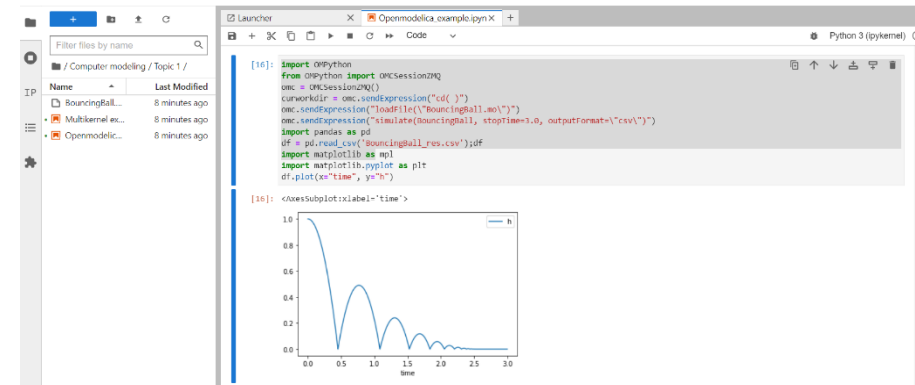 Launcher
Openmodelica_example.ipyn
Filter files by name
Code
Python 3 (ipykernel)
/ Computer modeling / Topic 1 /
Name
Last Modified
BouncingBall....
8 minutes ago
Multikernel ex...
8 minutes ago
Openmodelic...
8 minutes ago
IP
[16]: import OMPython
from OMPython import OMCSessionZMQ
omc = OMCSessionZMQ()
curworkdir = omc.sendExpression("cd( )")
omc.sendExpression("loadFile(\"BouncingBall.mo\")")
omc.sendExpression("simulate(BouncingBall, stopTime=3.0, outputFormat=\"csv\")")
import pandas as pd
df = pd.read_csv('BouncingBall_res.csv');df
import matplotlib as mpl
import matplotlib.pyplot as plt
df.plot(x="time", y="h")
[16]: <AxesSubplot:xlabel='time'>
h
1.0
0.8
0.6
0.4
0.2
0.0
0.0 0.5 1.0 1.5 2.0 2.5 3.0
time